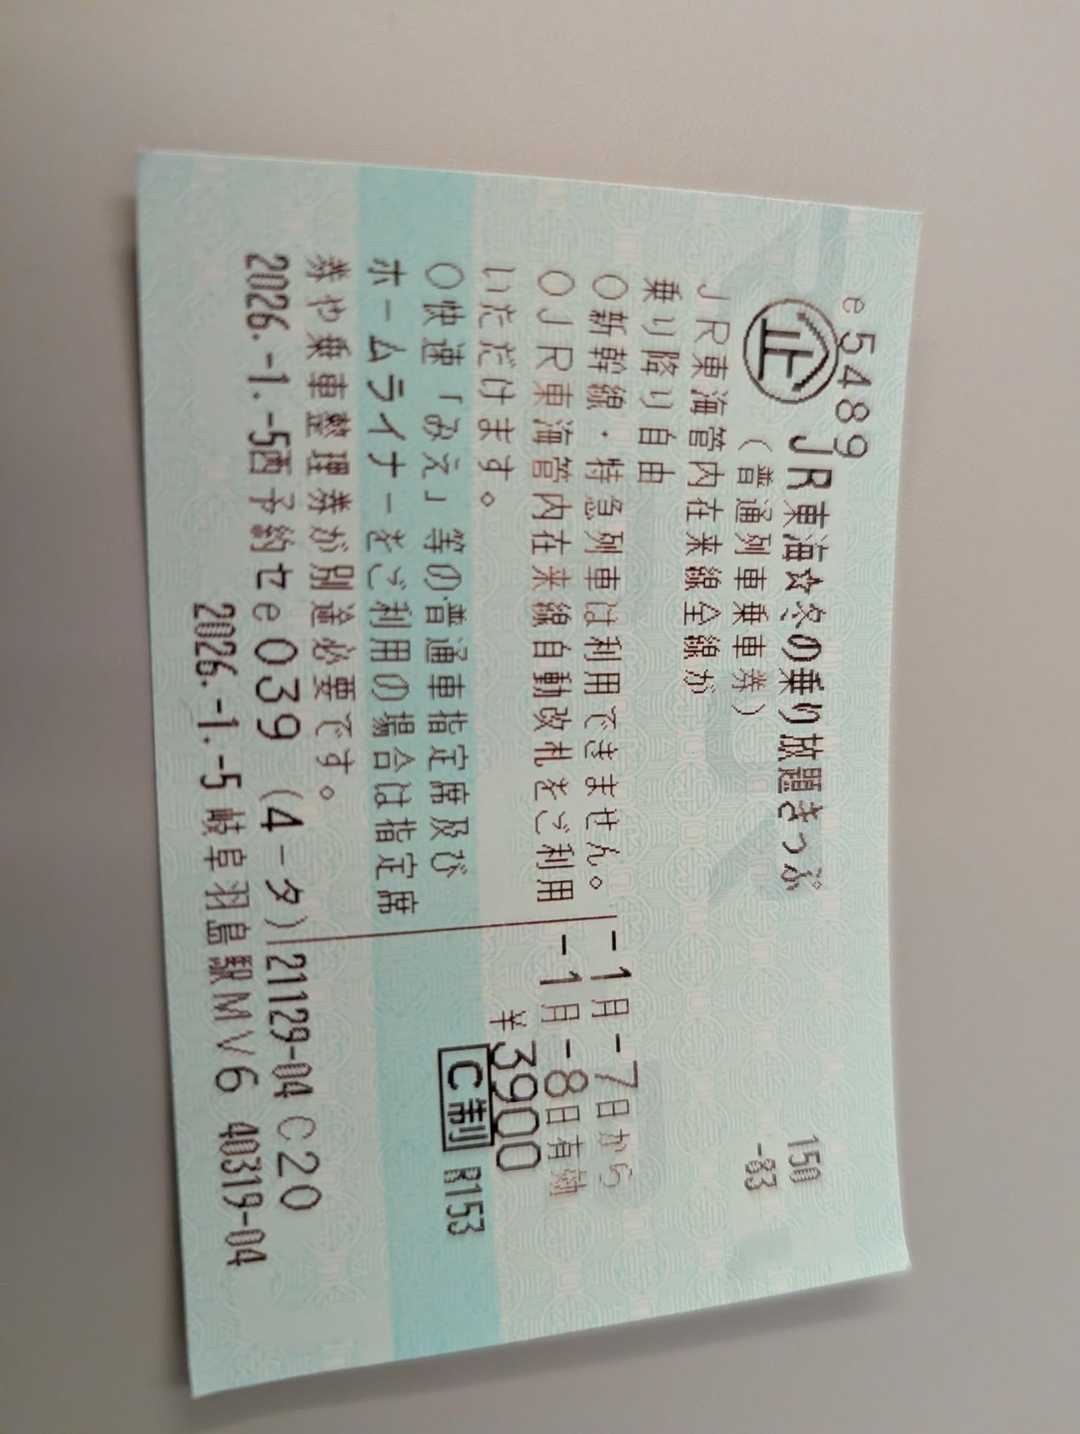 e5489
企 JR東海☆冬の乗り放題きっぷ 150
(普通列車乗車券) -83
JR東海管内在来線全線が
乗り降り自由
○新幹線・特急列車は利用できません。 -1月-7日から
○JR東海管内在来線自動改札をご利用 -1月-8日有効
いただけます。 ¥3900
○快速「みえ」等の普通車指定席及び C制 R153
ホームライナーをご利用の場合は指定席
券や乗車整理券が別途必要です。
2026.-1.-5西予約セe039 (4-タ)21129-04 C20
2026.-1.-5岐阜羽島駅MV6 40319-04